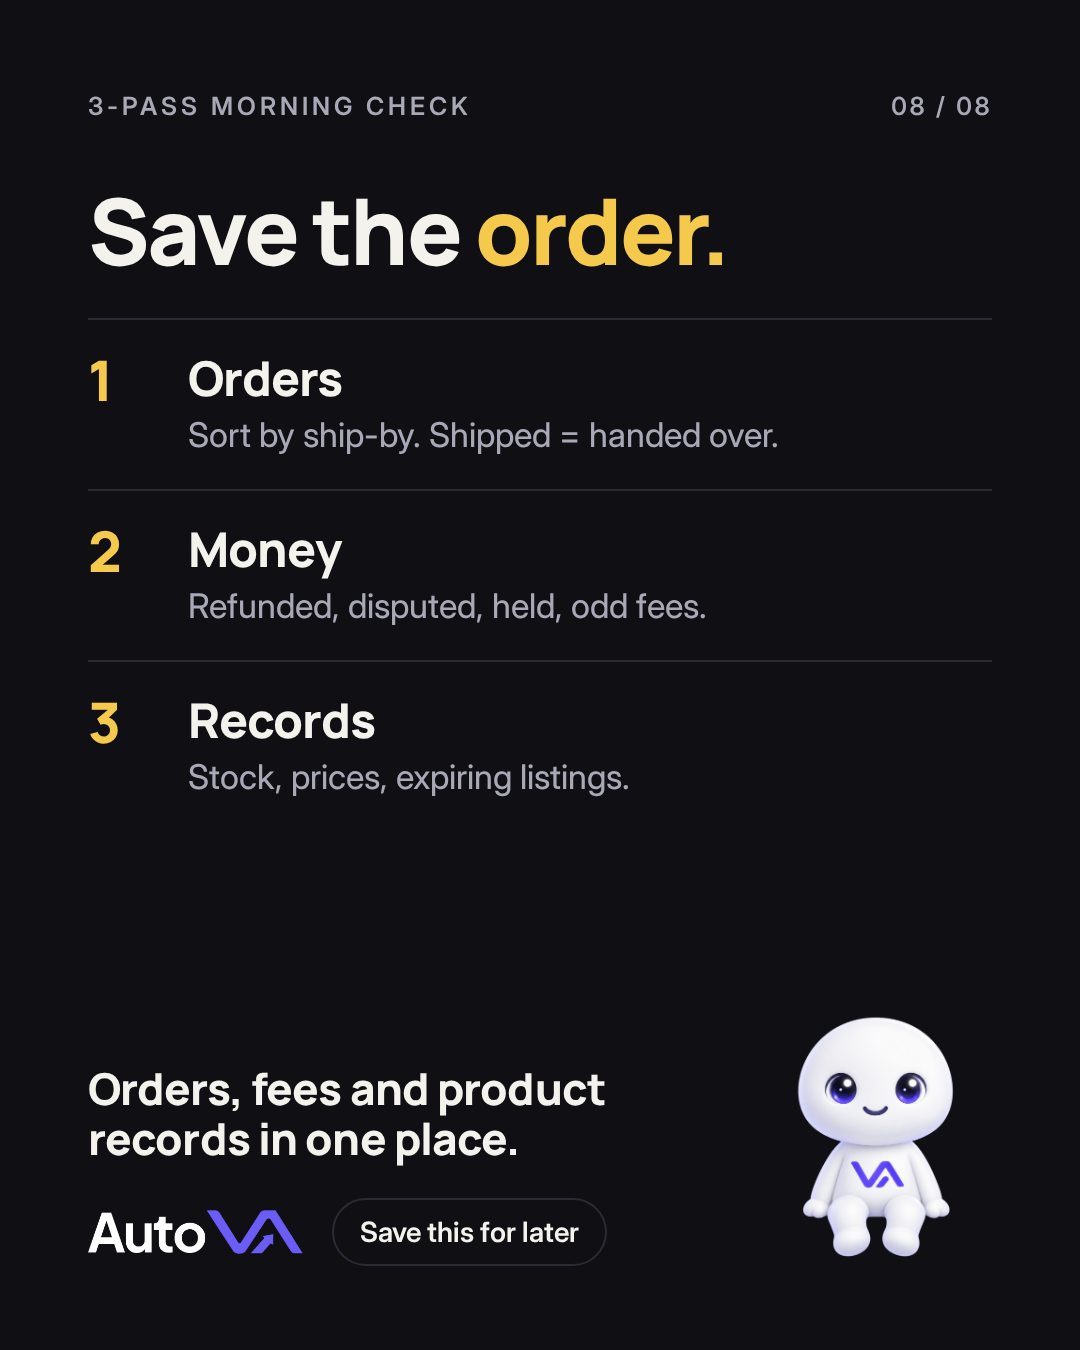 3-PASS MORNING CHECK
08 / 08
Save the order.
1
Orders
Sort by ship-by. Shipped = handed over.
2
Money
Refunded, disputed, held, odd fees.
3
Records
Stock, prices, expiring listings.
Orders, fees and product
records in one place.
AutoVA
Save this for later
VA